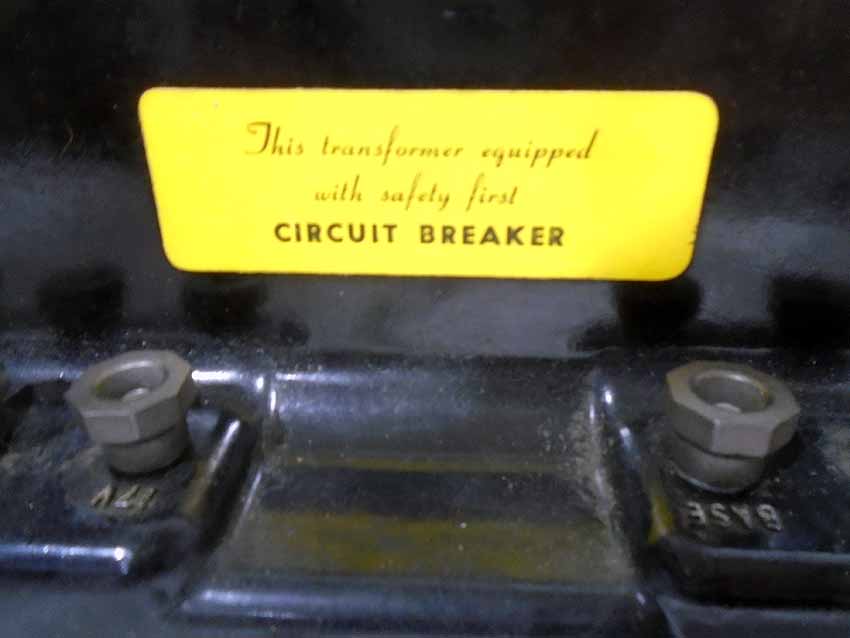 This transformer equipped
with safety first
CIRCUIT BREAKER
BASE